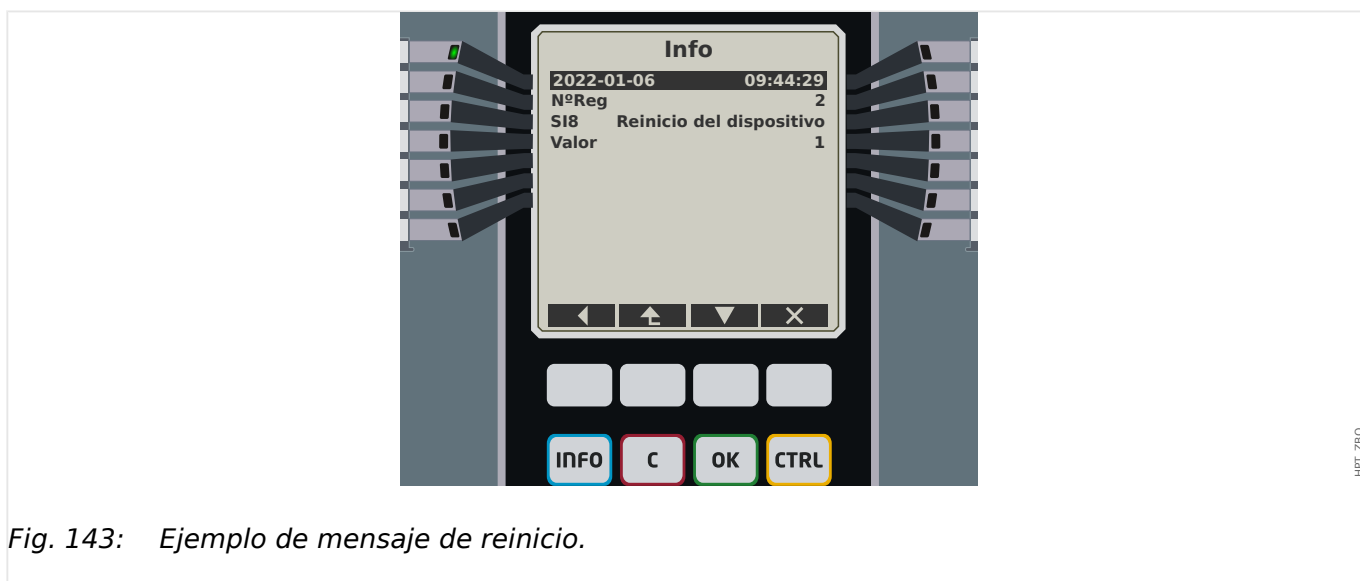 Info
2022-01-06 09:44:29
NºReg 2
SI8 Reinicio del dispositivo
Valor 1
INFO C OK CTRL
HPT_ZBQ
Fig. 143: Ejemplo de mensaje de reinicio.